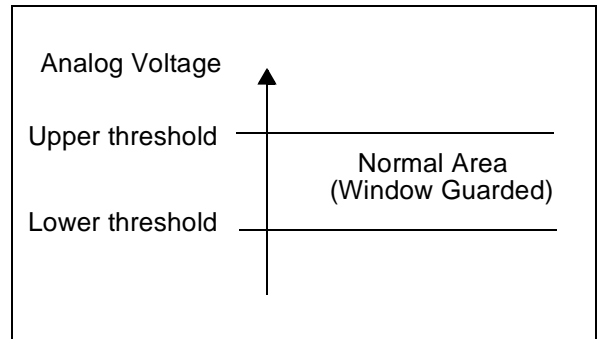 Analog Voltage
Upper threshold
Normal Area
(Window Guarded)
Lower threshold